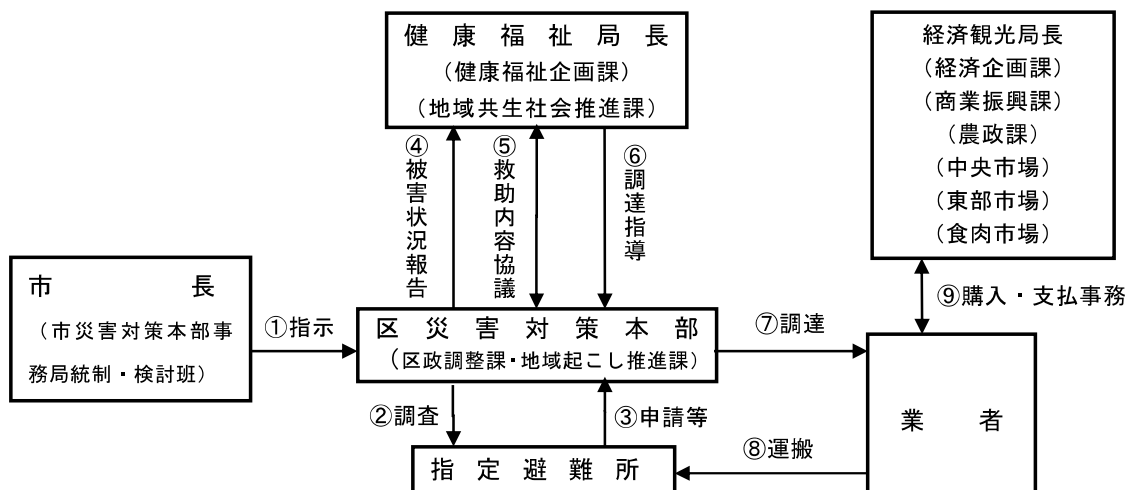 健康福祉局長
（健康福祉企画課）
（地域共生社会推進課）
経済観光局長
（経済企画課）
（商業振興課）
（農政課）
（中央市場）
（東部市場）
（食肉市場）
④被害状況報告
⑤救助内容協議
⑥調達指導
市長
（市災害対策本部事
務局統制・検討班）
①指示
区災害対策本部
（区政調整課・地域起こし推進課）
⑦調達
⑨購入・支払事務
②調査
③申請等
業者
指定避難所
⑧運搬